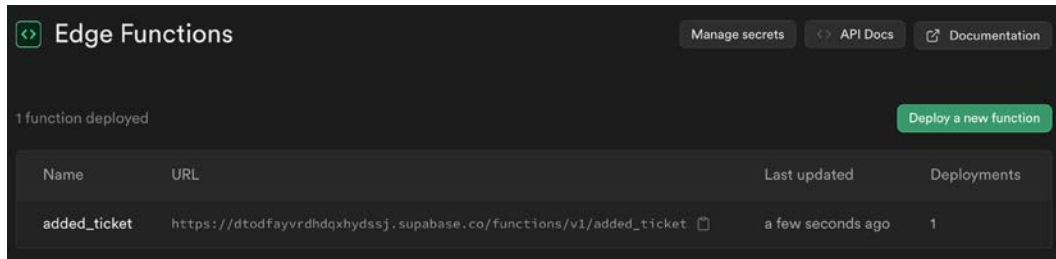 Edge Functions
Manage secrets
<> API Docs
Documentation
1 function deployed
Deploy a new function
Name URL Last updated Deployments
added_ticket https://dtodfayvrdhdqxhydssj.supabase.co/functions/v1/added_ticket a few seconds ago 1